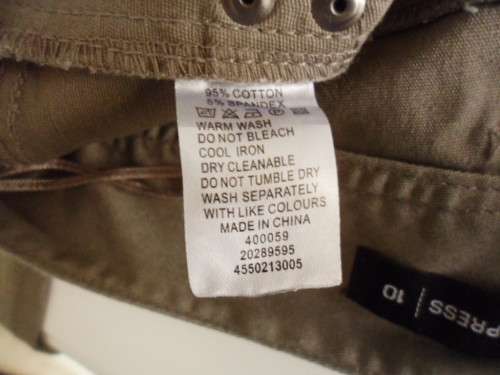 95% COTTON
5% SPANDEX
WARM WASH
DO NOT BLEACH
COOL IRON
DRY CLEANABLE
DO NOT TUMBLE DRY
WASH SEPARATELY
WITH LIKE COLOURS
MADE IN CHINA
400059
20289595
4550213005
PRESS | 10